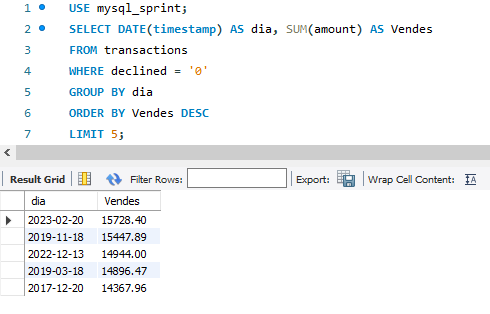 1 USE mysql_sprint;
2 SELECT DATE(timestamp) AS dia, SUM(amount) AS Vendes
3 FROM transactions
4 WHERE declined = '0'
5 GROUP BY dia
6 ORDER BY Vendes DESC
7 LIMIT 5;
Result Grid Filter Rows: Export: Wrap Cell Content:
dia Vendes
2023-02-20 15728.40
2019-11-18 15447.89
2022-12-13 14944.00
2019-03-18 14896.47
2017-12-20 14367.96